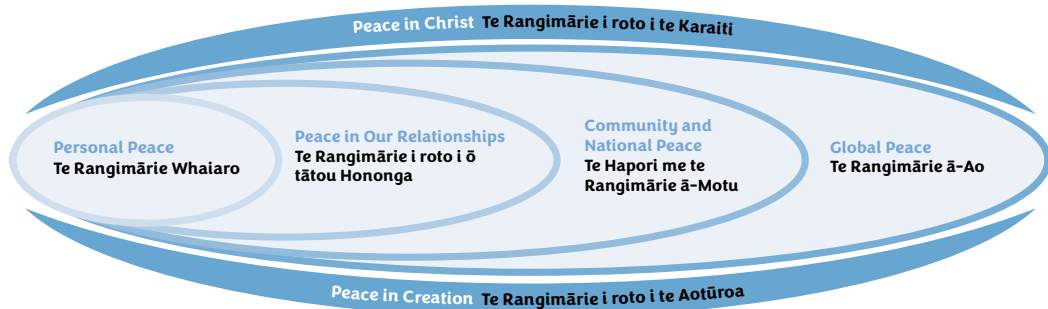 Peace in Christ Te Rangimārie i roto i te Karaiti
Personal Peace
Te Rangimārie Whaiaro
Peace in Our Relationships
Te Rangimārie i roto i ō
tātou Hononga
Community and
National Peace
Te Hapori me te
Rangimārie ā-Motu
Global Peace
Te Rangimārie ā-Ao
Peace in Creation Te Rangimārie i roto i te Aotūroa